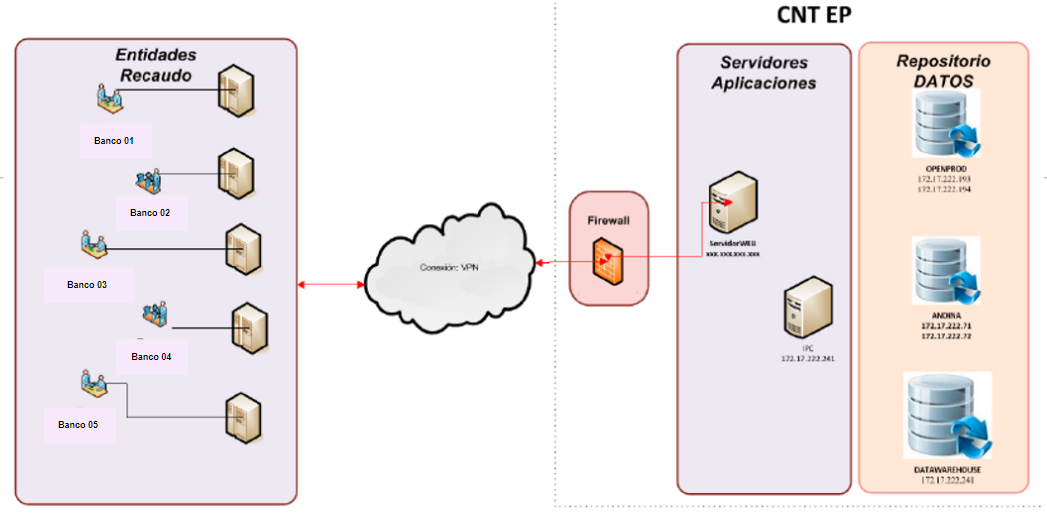 CNT EP
Entidades
Recaudo
Banco 01
Banco 02
Banco 03
Banco 04
Banco 05
Conexión: VPN
Firewall
Servidores
Aplicaciones
ServidorWEB
xxx.xxx.xxx.xxx
IPC
172.17.222.241
Repositorio
DATOS
OPENPROD
172.17.222.193
172.17.222.194
ANDINA
172.17.222.71
172.17.222.72
DATAWAREHOUSE
172.17.222.241